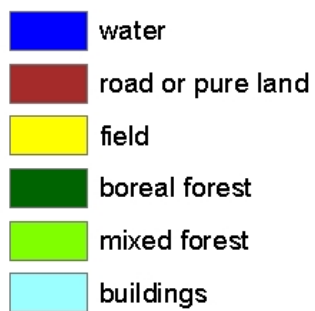 water
road or pure land
field
boreal forest
mixed forest
buildings